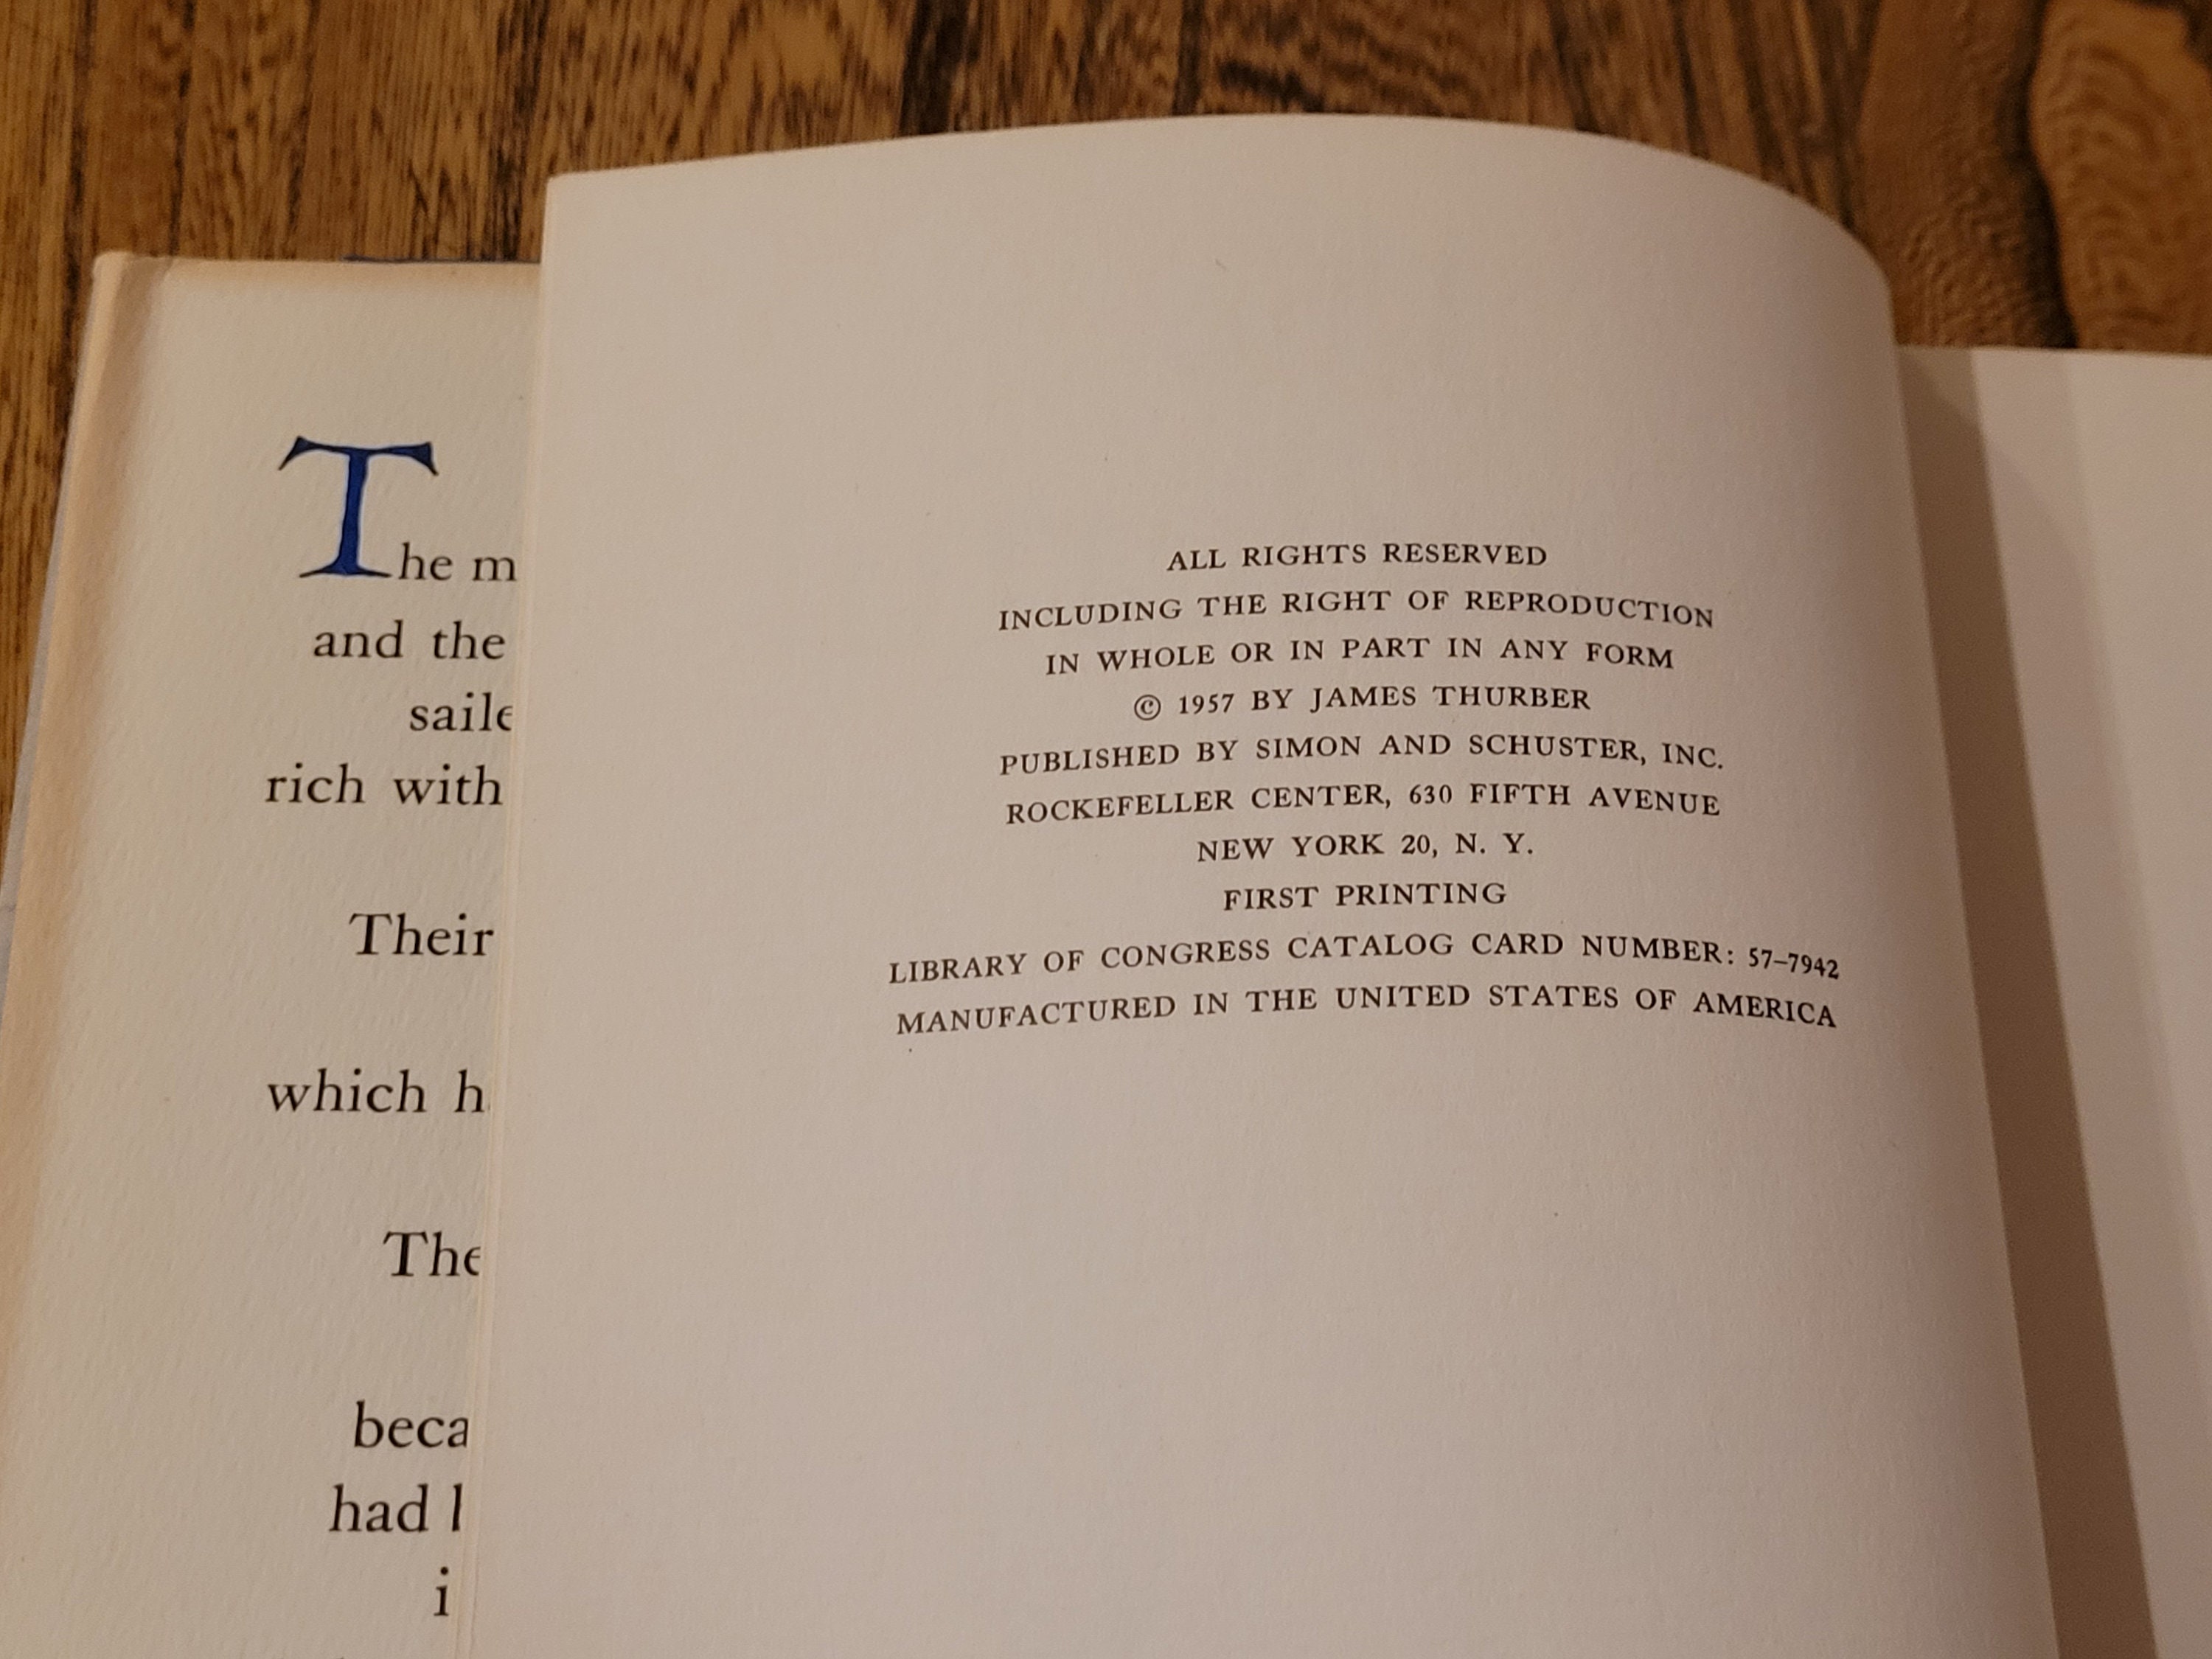 The
and the
saile
rich with
Their
which h
The
beca
had l
i
ALL RIGHTS RESERVED
INCLUDING THE RIGHT OF REPRODUCTION
IN WHOLE OR IN PART IN ANY FORM
© 1957 BY JAMES THURBER
PUBLISHED BY SIMON AND SCHUSTER, INC.
ROCKEFELLER CENTER, 630 FIFTH AVENUE
NEW YORK 20, N. Y.
FIRST PRINTING
LIBRARY OF CONGRESS CATALOG CARD NUMBER: 57–7942
MANUFACTURED IN THE UNITED STATES OF AMERICA